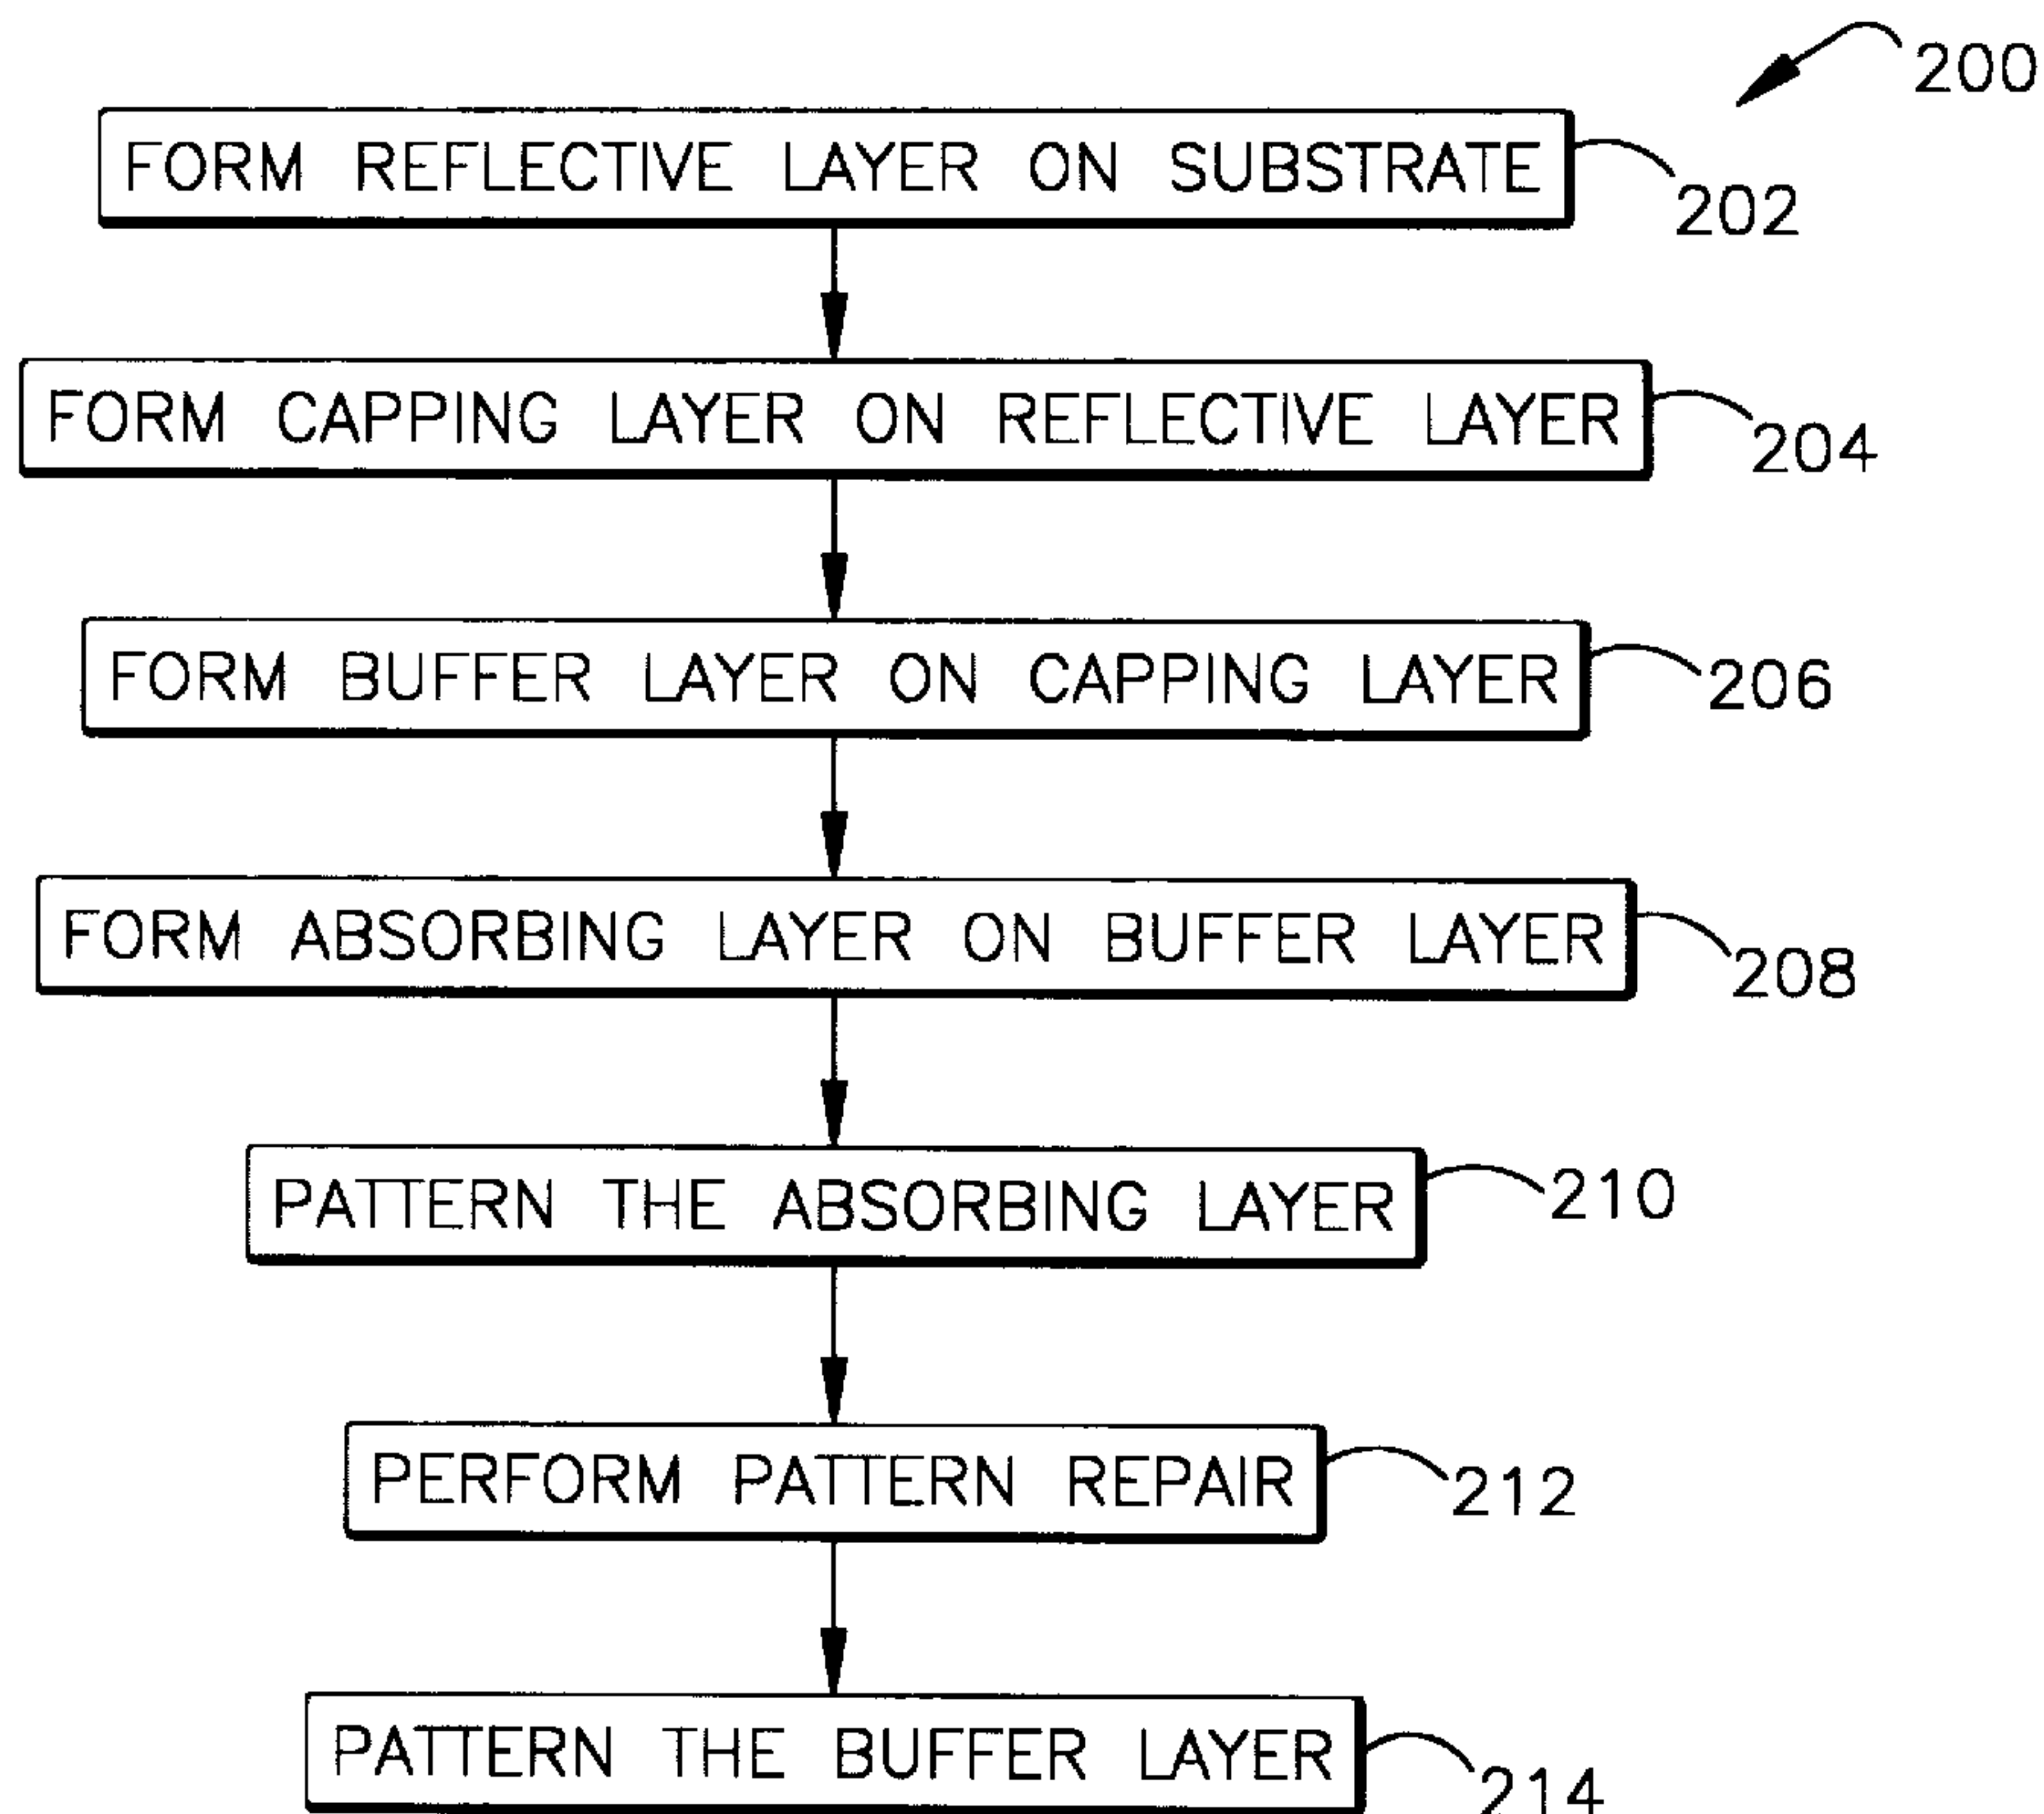 200
FORM REFLECTIVE LAYER ON SUBSTRATE
202
FORM CAPPING LAYER ON REFLECTIVE LAYER
204
FORM BUFFER LAYER ON CAPPING LAYER
206
FORM ABSORBING LAYER ON BUFFER LAYER
208
PATTERN THE ABSORBING LAYER
210
PERFORM PATTERN REPAIR
212
PATTERN THE BUFFER LAYER
214